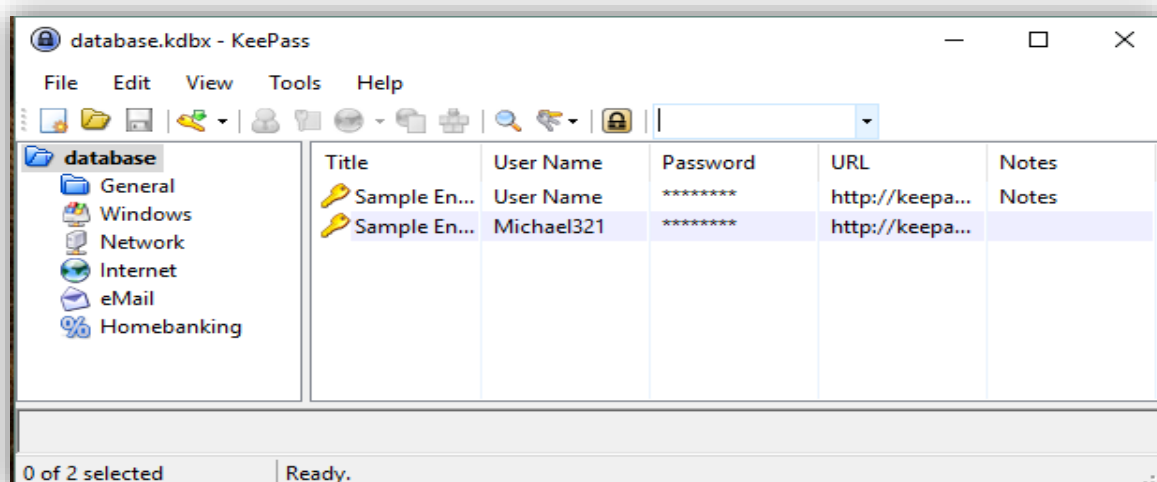 database.kdbx - KeePass
File Edit View Tools Help
database
General
Windows
Network
Internet
eMail
Homebanking
Title User Name Password URL Notes
Sample En... User Name ******** http://keepa... Notes
Sample En... Michael321 ******** http://keepa...
0 of 2 selected Ready.